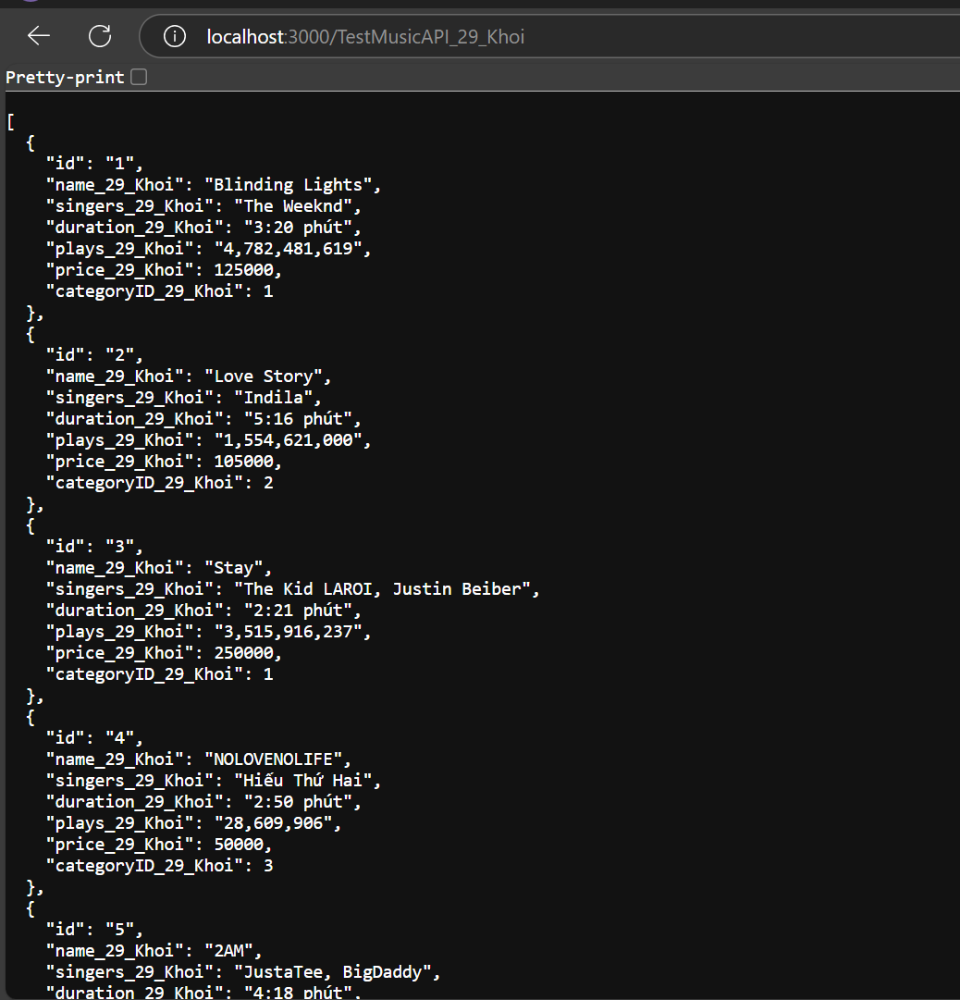 localhost:3000/TestMusicAPI_29_Khoi
Pretty-print
[
{
"id": "1",
"name_29_Khoi": "Blinding Lights",
"singers_29_Khoi": "The Weeknd",
"duration_29_Khoi": "3:20 phút",
"plays_29_Khoi": "4,782,481,619",
"price_29_Khoi": 125000,
"categoryID_29_Khoi": 1
},
{
"id": "2",
"name_29_Khoi": "Love Story",
"singers_29_Khoi": "Indila",
"duration_29_Khoi": "5:16 phút",
"plays_29_Khoi": "1,554,621,000",
"price_29_Khoi": 105000,
"categoryID_29_Khoi": 2
},
{
"id": "3",
"name_29_Khoi": "Stay",
"singers_29_Khoi": "The Kid LAROI, Justin Beiber",
"duration_29_Khoi": "2:21 phút",
"plays_29_Khoi": "3,515,916,237",
"price_29_Khoi": 250000,
"categoryID_29_Khoi": 1
},
{
"id": "4",
"name_29_Khoi": "NOLOVENOLIFE",
"singers_29_Khoi": "Hiếu Thứ Hai",
"duration_29_Khoi": "2:50 phút",
"plays_29_Khoi": "28,609,906",
"price_29_Khoi": 50000,
"categoryID_29_Khoi": 3
},
{
"id": "5",
"name_29_Khoi": "2AM",
"singers_29_Khoi": "JustaTee, BigDaddy",
"duration_29_Khoi": "4:18 phút",